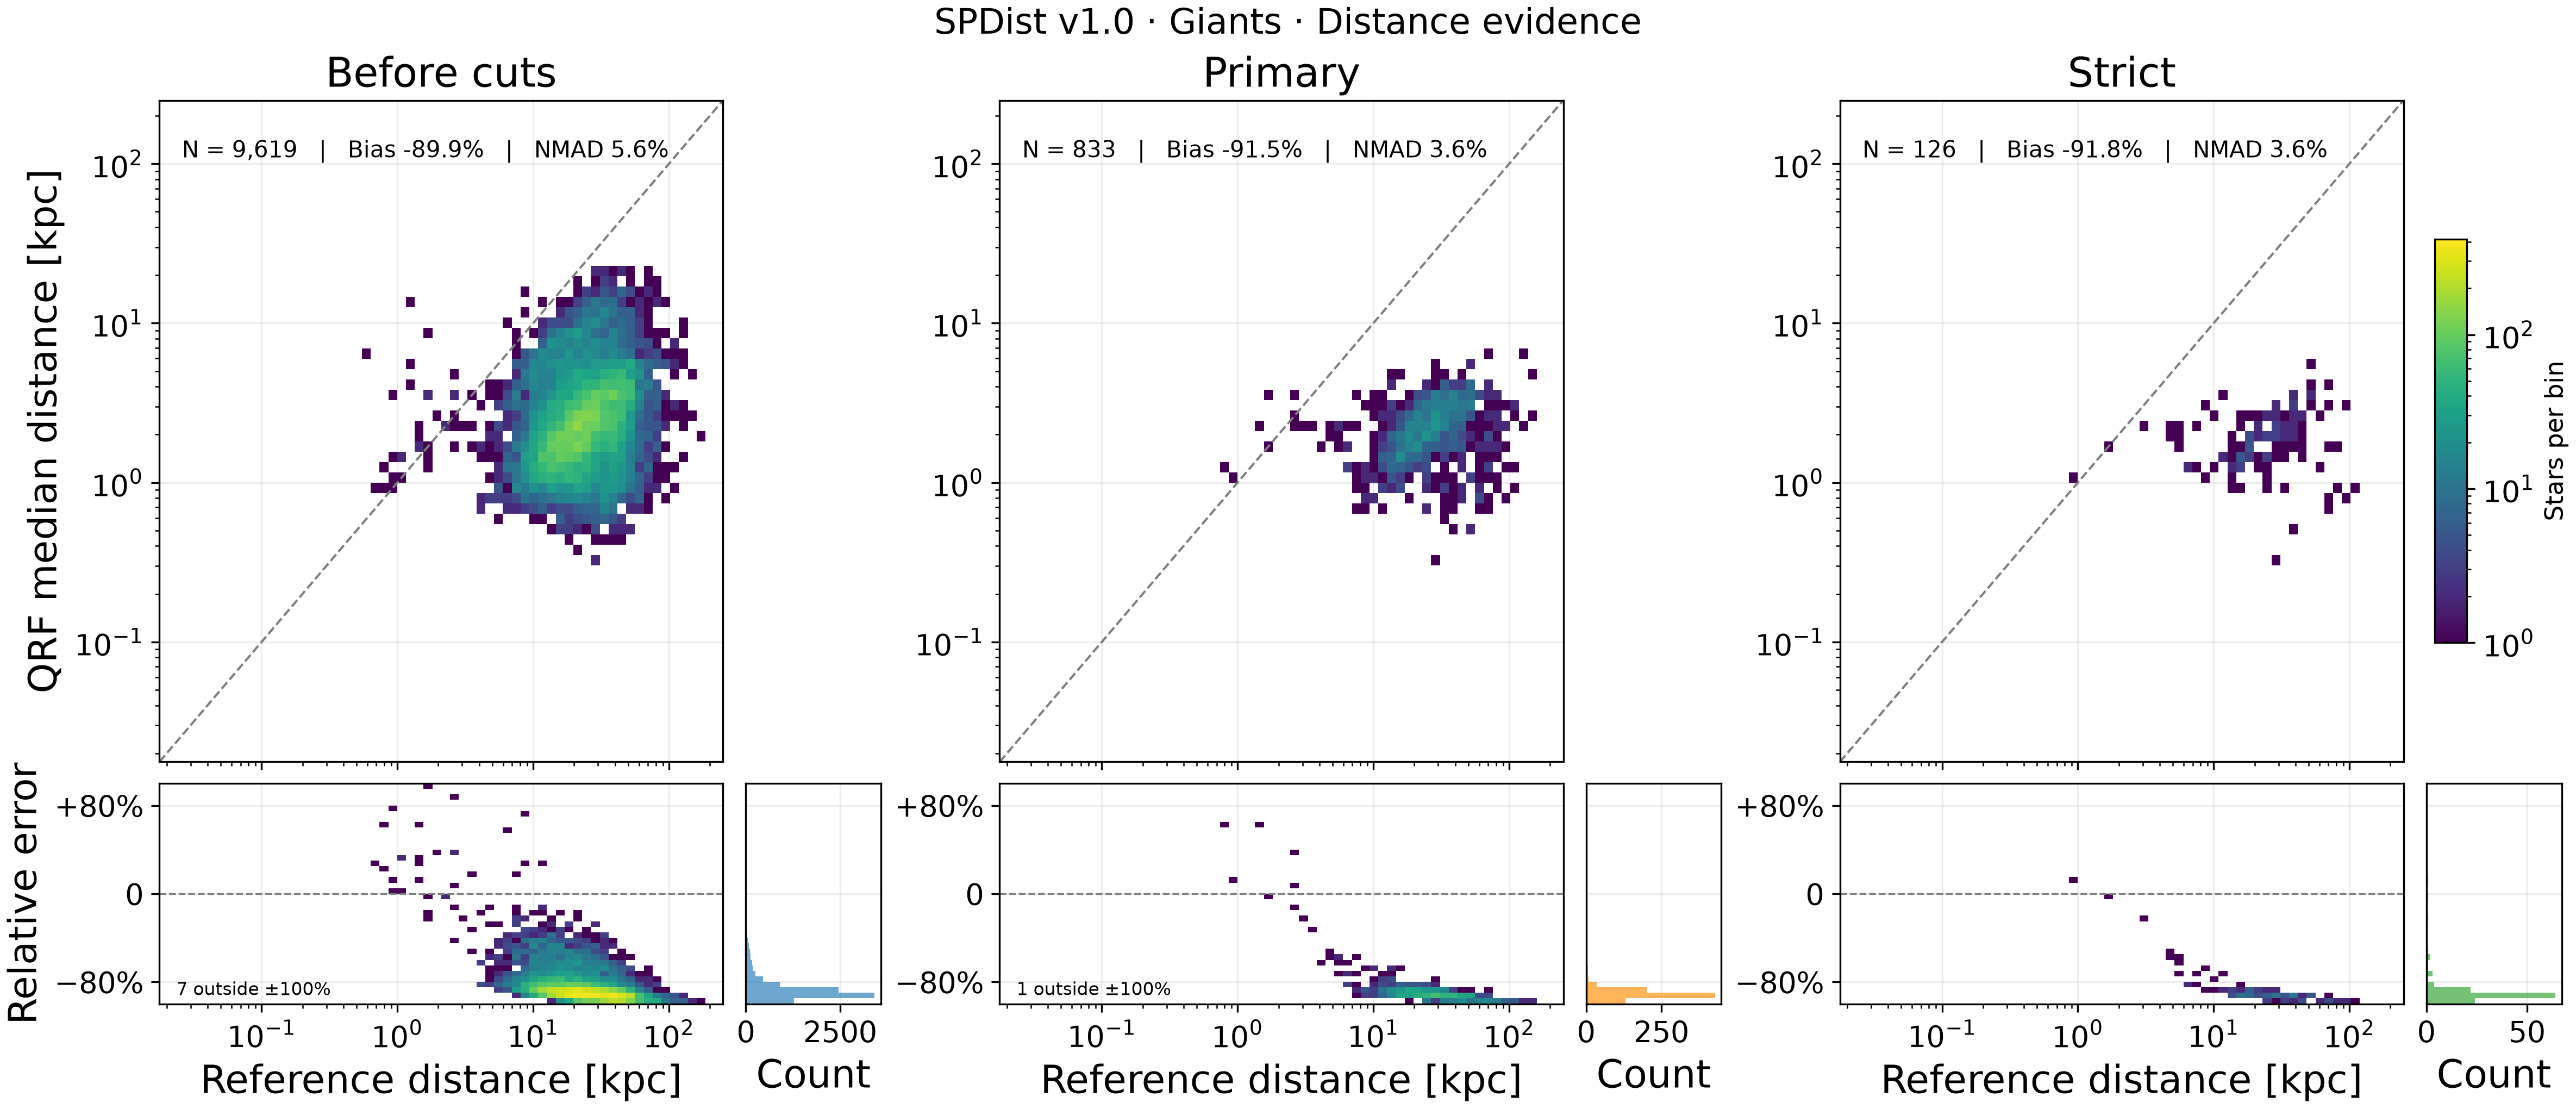 SPDist v1.0 · Giants · Distance evidence
Before cuts
Primary
Strict
QRF median distance [kpc]
N = 9,619 | Bias -89.9% | NMAD 5.6%
10²
10¹
10⁰
10⁻¹
N = 833 | Bias -91.5% | NMAD 3.6%
10²
10¹
10⁰
10⁻¹
N = 126 | Bias -91.8% | NMAD 3.6%
10²
10¹
10⁰
10⁻¹
10²
10¹
10⁰
Stars per bin
Relative error
+80%
0
−80%
7 outside ±100%
10⁻¹ 10⁰ 10¹ 10²
Reference distance [kpc]
0 2500
Count
+80%
0
−80%
1 outside ±100%
10⁻¹ 10⁰ 10¹ 10²
Reference distance [kpc]
0 250
Count
+80%
0
−80%
10⁻¹ 10⁰ 10¹ 10²
Reference distance [kpc]
0 50
Count